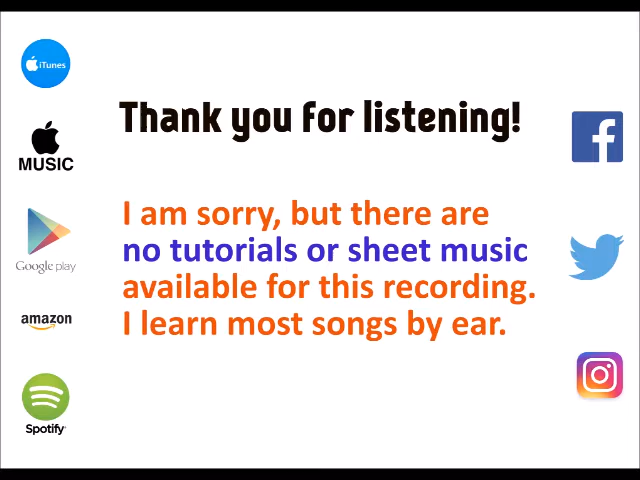 iTunes
MUSIC
Google play
amazon
Spotify
Thank you for listening!
I am sorry, but there are
no tutorials or sheet music
available for this recording.
I learn most songs by ear.
f